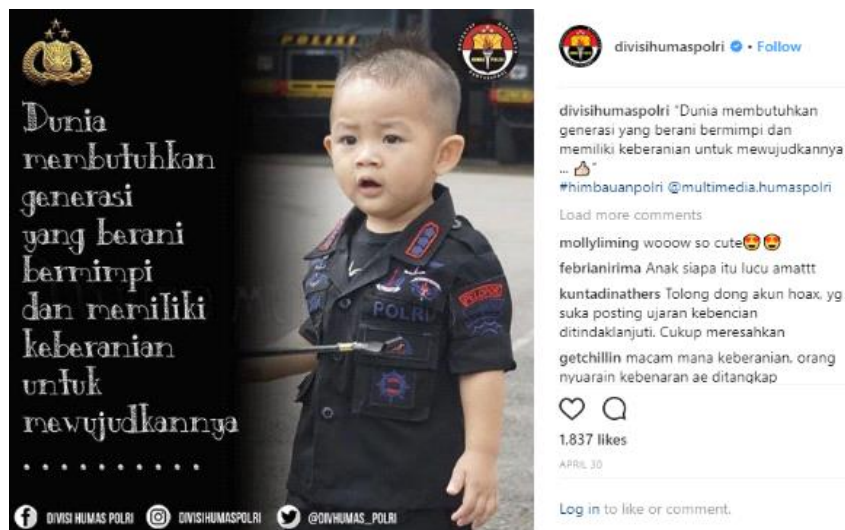 POLISI
Dunia
membutuhkan
generasi
yang berani
bermimpi
dan memiliki
keberanian
untuk
mewujudkannya
. . . . . . . . . .
POLRI
PELOPOR
DIVISI HUMAS POLRI
DIVISIHUMASPOLRI
@DIVHUMAS_POLRI
divisihumaspolri • Follow
divisihumaspolri "Dunia membutuhkan
generasi yang berani bermimpi dan
memiliki keberanian untuk mewujudkannya
... 👍"
#himbauanpolri @multimedia.humaspolri
Load more comments
mollyliming wooow so cute😍😍
febrianirima Anak siapa itu lucu amattt
kuntadinathers Tolong dong akun hoax, yg
suka posting ujaran kebencian
ditindaklanjuti. Cukup meresahkan
getchillin macam mana keberanian, orang
nyuarain kebenaran ae ditangkap
1.837 likes
APRIL 30
Log in to like or comment.